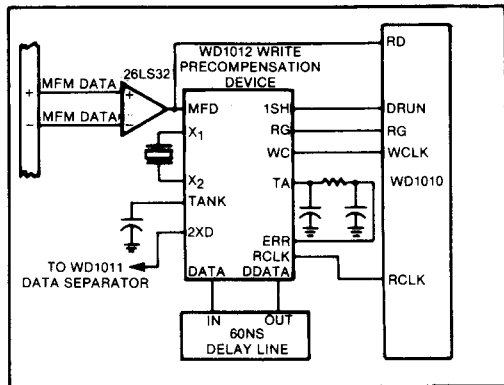 WD1012 WRITE
PRECOMPENSATION
DEVICE
26LS32
RD
MFM DATA
+
+
MFD
1SH
DRUN
MFM DATA
−
−
X1
RG
RG
WC
WCLK
X2
TA
WD1010
TANK
2XD
ERR
TO WD1011
DATA SEPARATOR
RCLK
RCLK
DATA
DDATA
IN
OUT
60NS
DELAY LINE